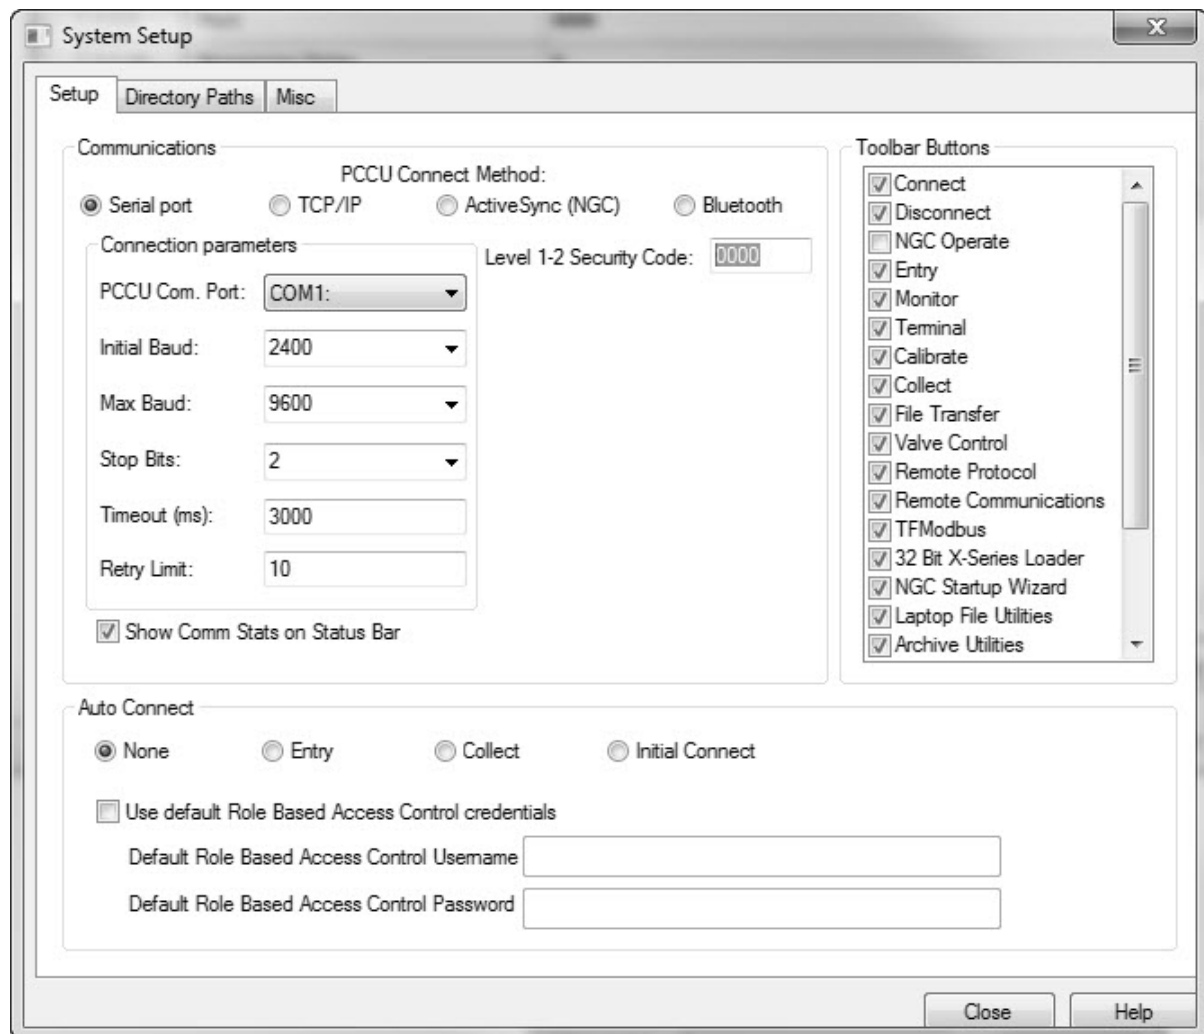 System Setup
X
Setup
Directory Paths
Misc
Communications
PCCU Connect Method:
Serial port
TCP/IP
ActiveSync (NGC)
Bluetooth
Connection parameters
Level 1-2 Security Code: 0000
PCCU Com. Port: COM1:
Initial Baud: 2400
Max Baud: 9600
Stop Bits: 2
Timeout (ms): 3000
Retry Limit: 10
Show Comm Stats on Status Bar
Toolbar Buttons
Connect
Disconnect
NGC Operate
Entry
Monitor
Terminal
Calibrate
Collect
File Transfer
Valve Control
Remote Protocol
Remote Communications
TFModbus
32 Bit X-Series Loader
NGC Startup Wizard
Laptop File Utilities
Archive Utilities
Auto Connect
None
Entry
Collect
Initial Connect
Use default Role Based Access Control credentials
Default Role Based Access Control Username
Default Role Based Access Control Password
Close
Help